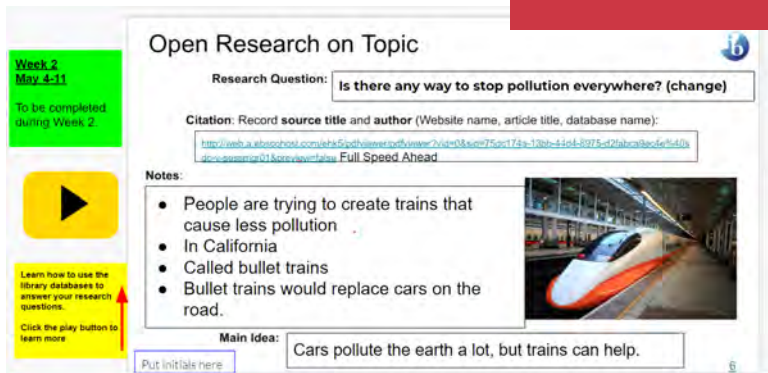 Open Research on Topic
Week 2
May 4-11
To be completed
during Week 2.
Research Question:
Is there any way to stop pollution everywhere? (change)
Citation: Record source title and author (Website name, article title, database name):
Full Speed Ahead
Notes:
● People are trying to create trains that
cause less pollution
● In California
● Called bullet trains
● Bullet trains would replace cars on the
road.
Learn how to use the
library databases to
answer your research
questions.
Click the play button to
learn more
Main Idea:
Cars pollute the earth a lot, but trains can help.
Put initials here
6